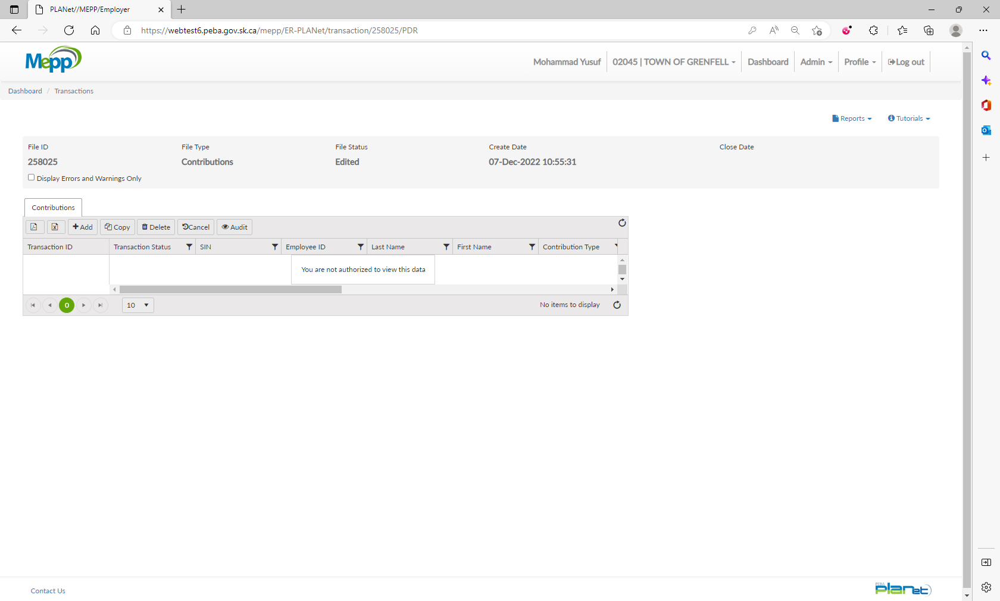 PLANet//MEPP/Employer
https://webtest6.peba.gov.sk.ca/mepp/ER-PLANet/transaction/258025/PDR
Mepp
Mohammad Yusuf
02045 | TOWN OF GRENFELL
Dashboard
Admin
Profile
Log out
Dashboard / Transactions
Reports
Tutorials
File ID
File Type
File Status
Create Date
Close Date
258025
Contributions
Edited
07-Dec-2022 10:55:31
Display Errors and Warnings Only
Contributions
Add
Copy
Delete
Cancel
Audit
Transaction ID
Transaction Status
SIN
Employee ID
Last Name
First Name
Contribution Type
You are not authorized to view this data
0
10
No items to display
Contact Us
PEBA
planet